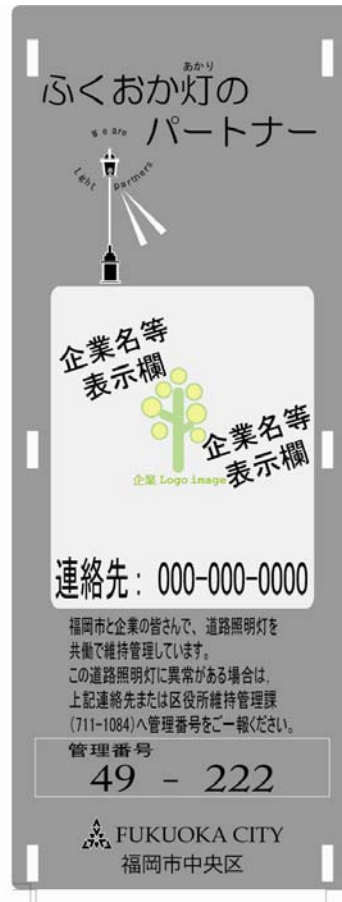 あかり
ふくおか灯の
パートナー
We are
Light partners
企業名等
表示欄
企業名等
表示欄
企業 Logo image
連絡先: 000-000-0000
福岡市と企業の皆さんで、道路照明灯を
共働で維持管理しています。
この道路照明灯に異常がある場合は,
上記連絡先または区役所維持管理課
(711-1084)へ管理番号をご一報ください。
管理番号
49 - 222
FUKUOKA CITY
福岡市中央区